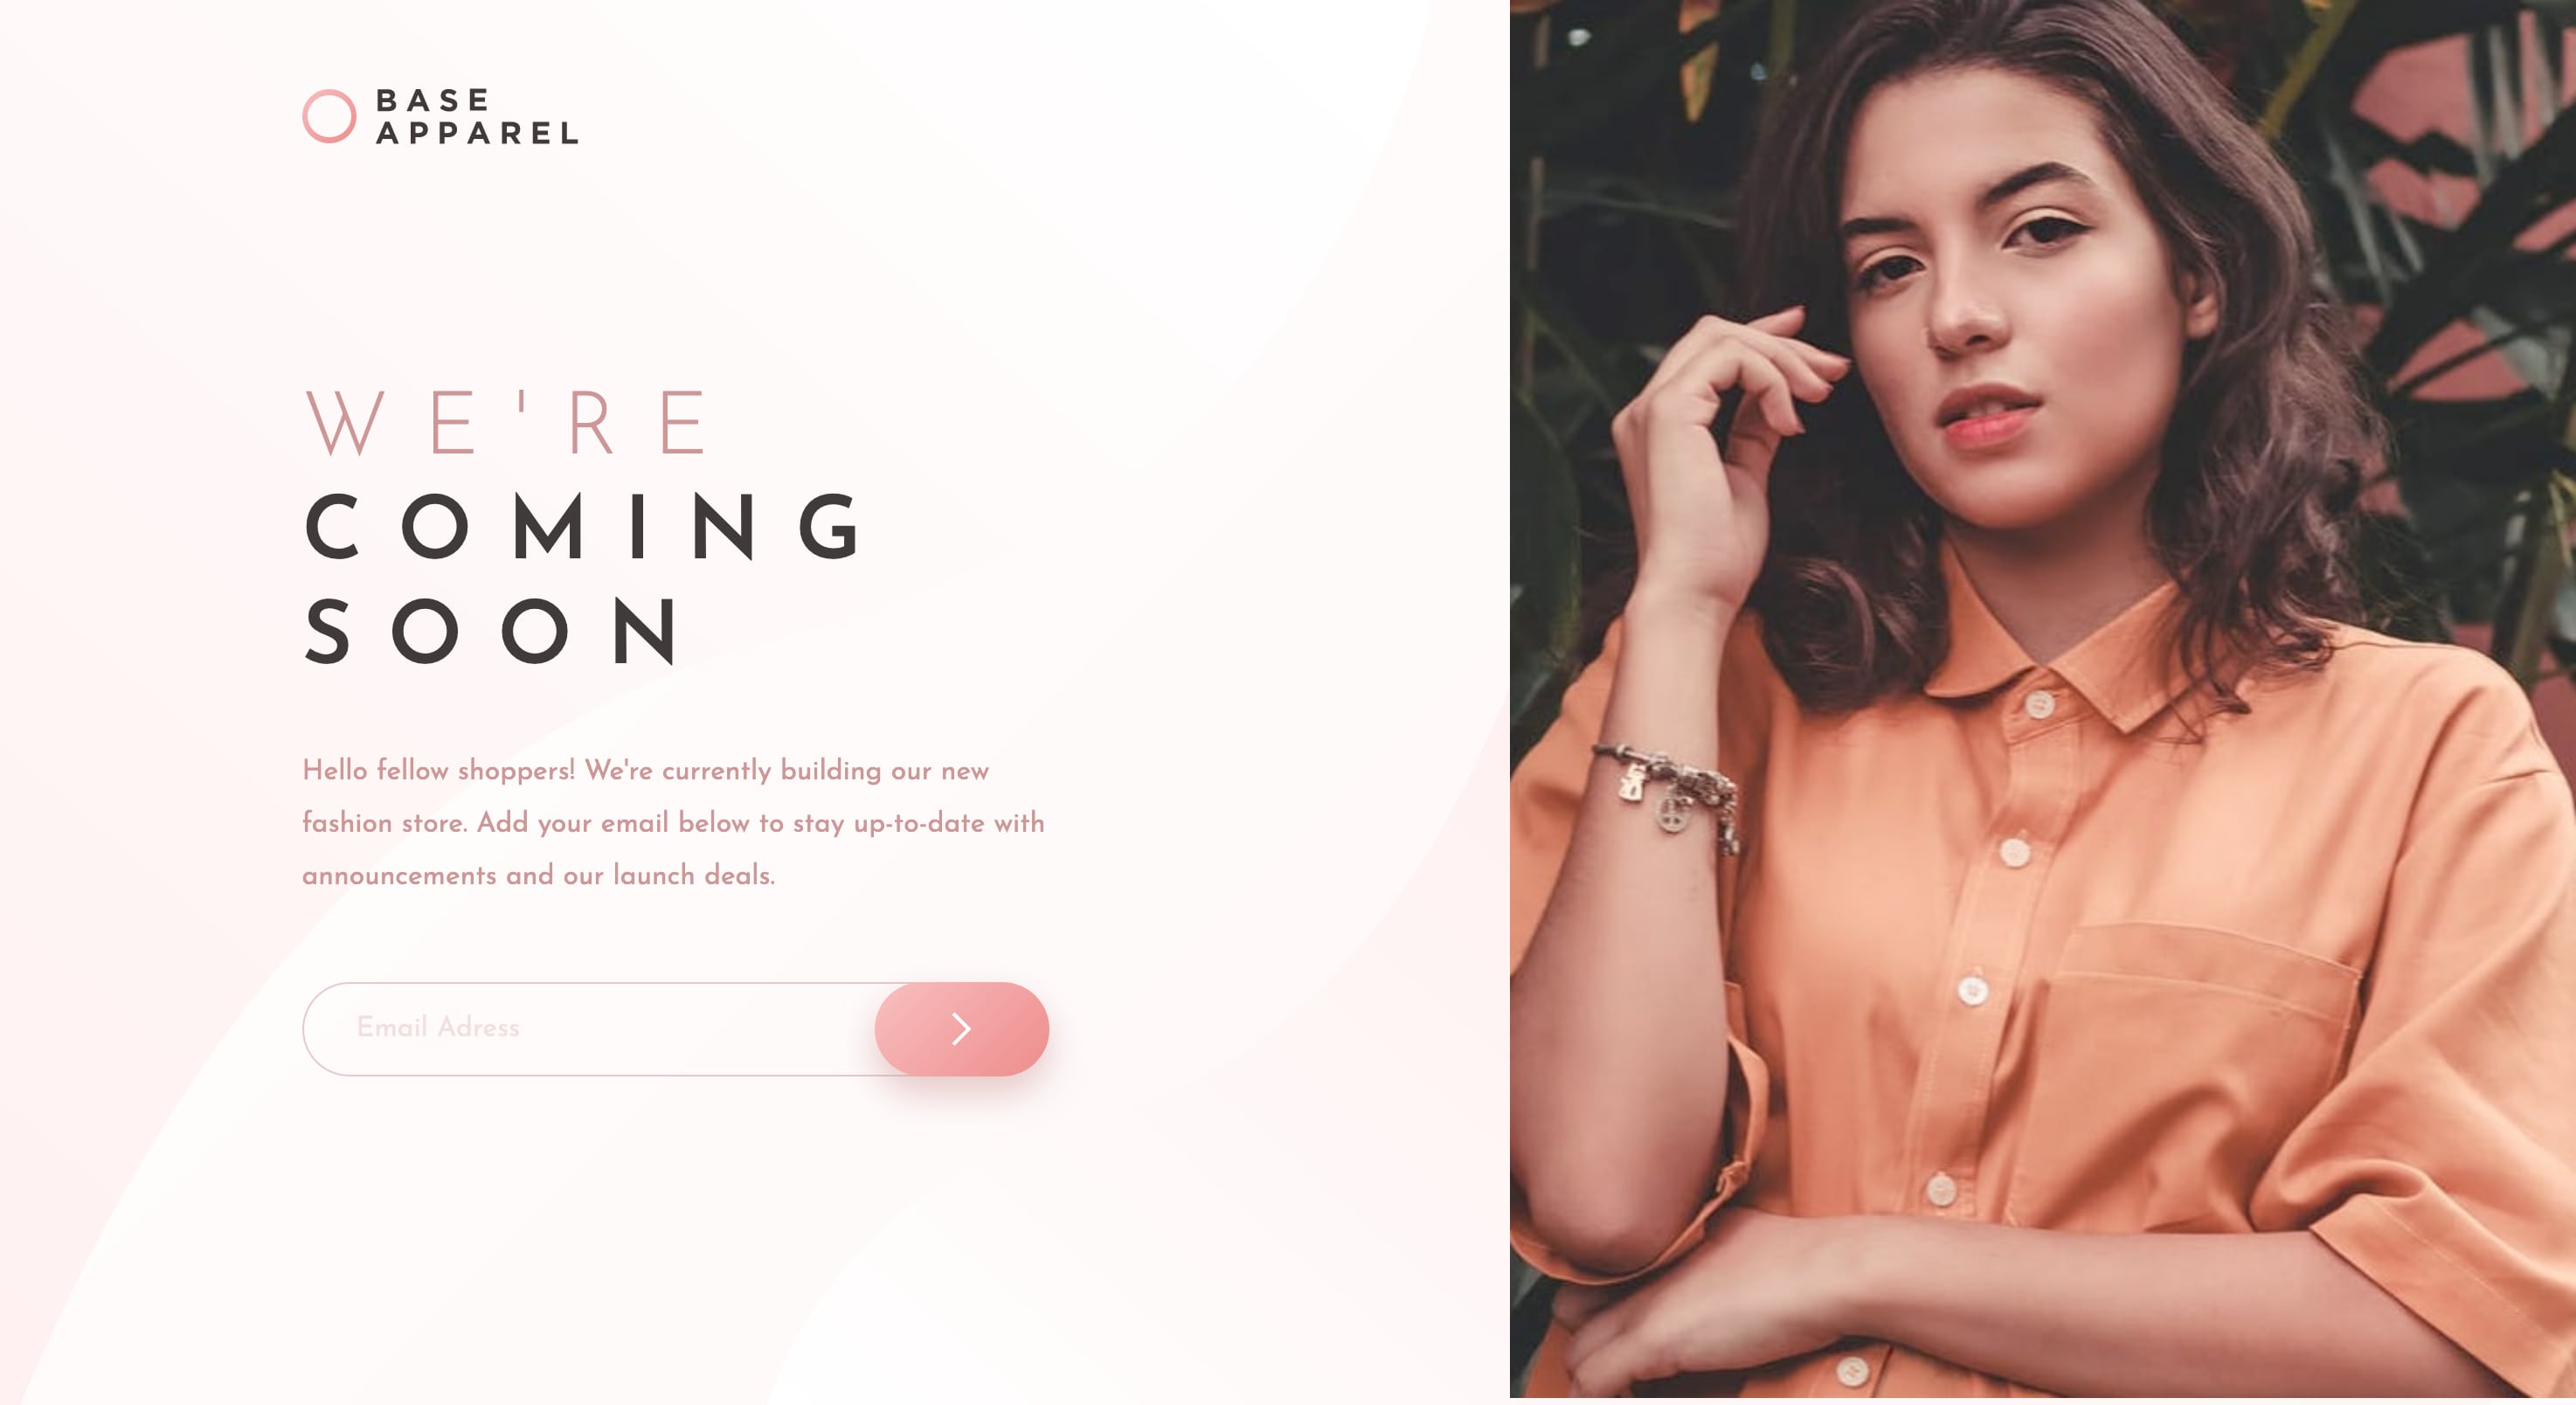 BASE
APPAREL
WE'RE
COMING
SOON
Hello fellow shoppers! We're currently building our new
fashion store. Add your email below to stay up-to-date with
announcements and our launch deals.
Email Adress